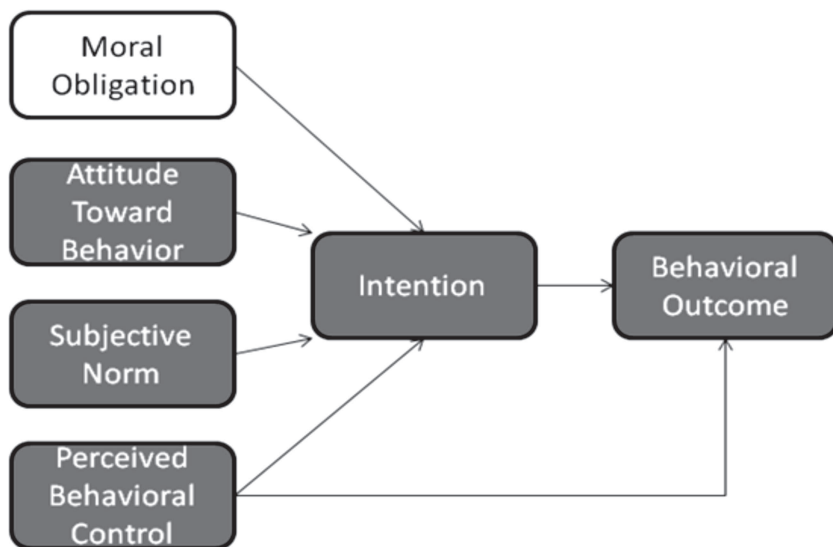 Moral
Obligation
Attitude
Toward
Behavior
Subjective
Norm
Perceived
Behavioral
Control
Intention
Behavioral
Outcome